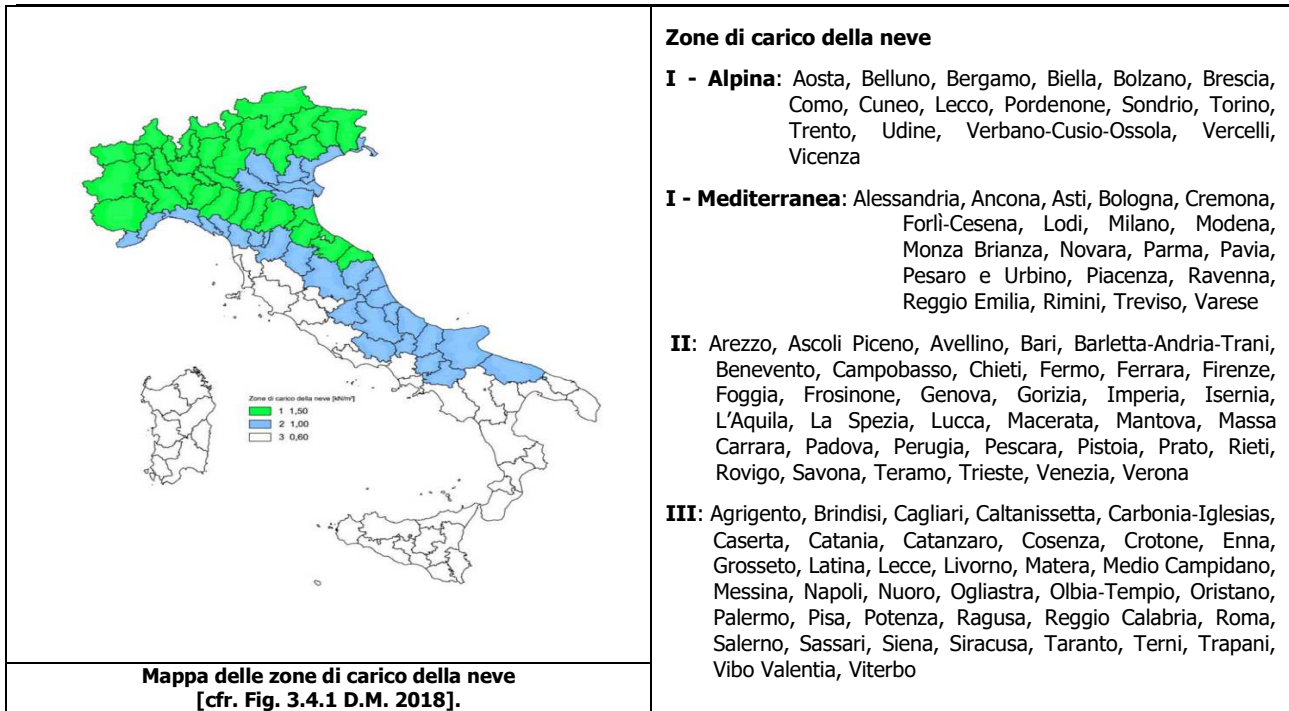 Zone di carico della neve [kN/m²]
1 1,50
2 1,00
3 0,60
Mappa delle zone di carico della neve
[cfr. Fig. 3.4.1 D.M. 2018].
Zone di carico della neve
I - Alpina: Aosta, Belluno, Bergamo, Biella, Bolzano, Brescia,
Como, Cuneo, Lecco, Pordenone, Sondrio, Torino,
Trento, Udine, Verbano-Cusio-Ossola, Vercelli,
Vicenza
I - Mediterranea: Alessandria, Ancona, Asti, Bologna, Cremona,
Forlì-Cesena, Lodi, Milano, Modena,
Monza Brianza, Novara, Parma, Pavia,
Pesaro e Urbino, Piacenza, Ravenna,
Reggio Emilia, Rimini, Treviso, Varese
II: Arezzo, Ascoli Piceno, Avellino, Bari, Barletta-Andria-Trani,
Benevento, Campobasso, Chieti, Fermo, Ferrara, Firenze,
Foggia, Frosinone, Genova, Gorizia, Imperia, Isernia,
L'Aquila, La Spezia, Lucca, Macerata, Mantova, Massa
Carrara, Padova, Perugia, Pescara, Pistoia, Prato, Rieti,
Rovigo, Savona, Teramo, Trieste, Venezia, Verona
III: Agrigento, Brindisi, Cagliari, Caltanissetta, Carbonia-Iglesias,
Caserta, Catania, Catanzaro, Cosenza, Crotone, Enna,
Grosseto, Latina, Lecce, Livorno, Matera, Medio Campidano,
Messina, Napoli, Nuoro, Ogliastra, Olbia-Tempio, Oristano,
Palermo, Pisa, Potenza, Ragusa, Reggio Calabria, Roma,
Salerno, Sassari, Siena, Siracusa, Taranto, Terni, Trapani,
Vibo Valentia, Viterbo